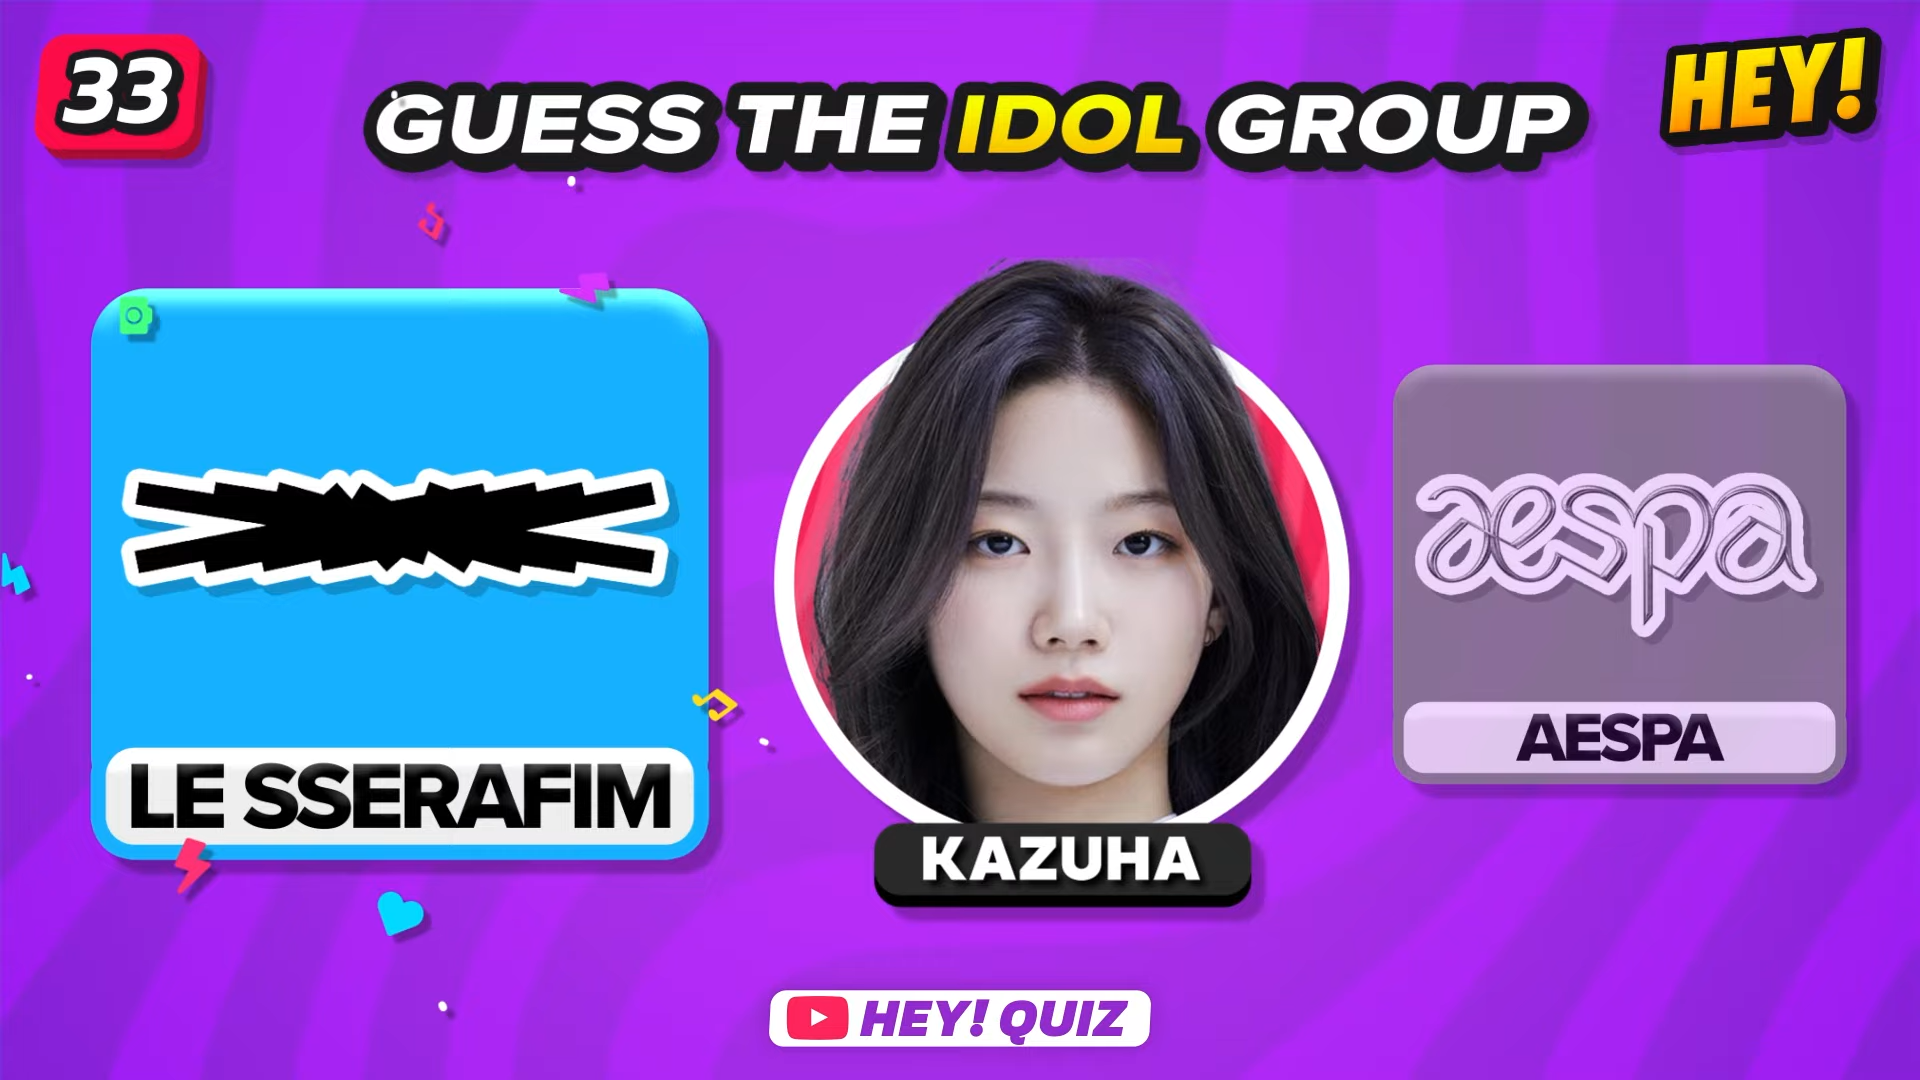 33
GUESS THE IDOL GROUP
HEY!
LE SSERAFIM
KAZUHA
aespa
AESPA
HEY! QUIZ